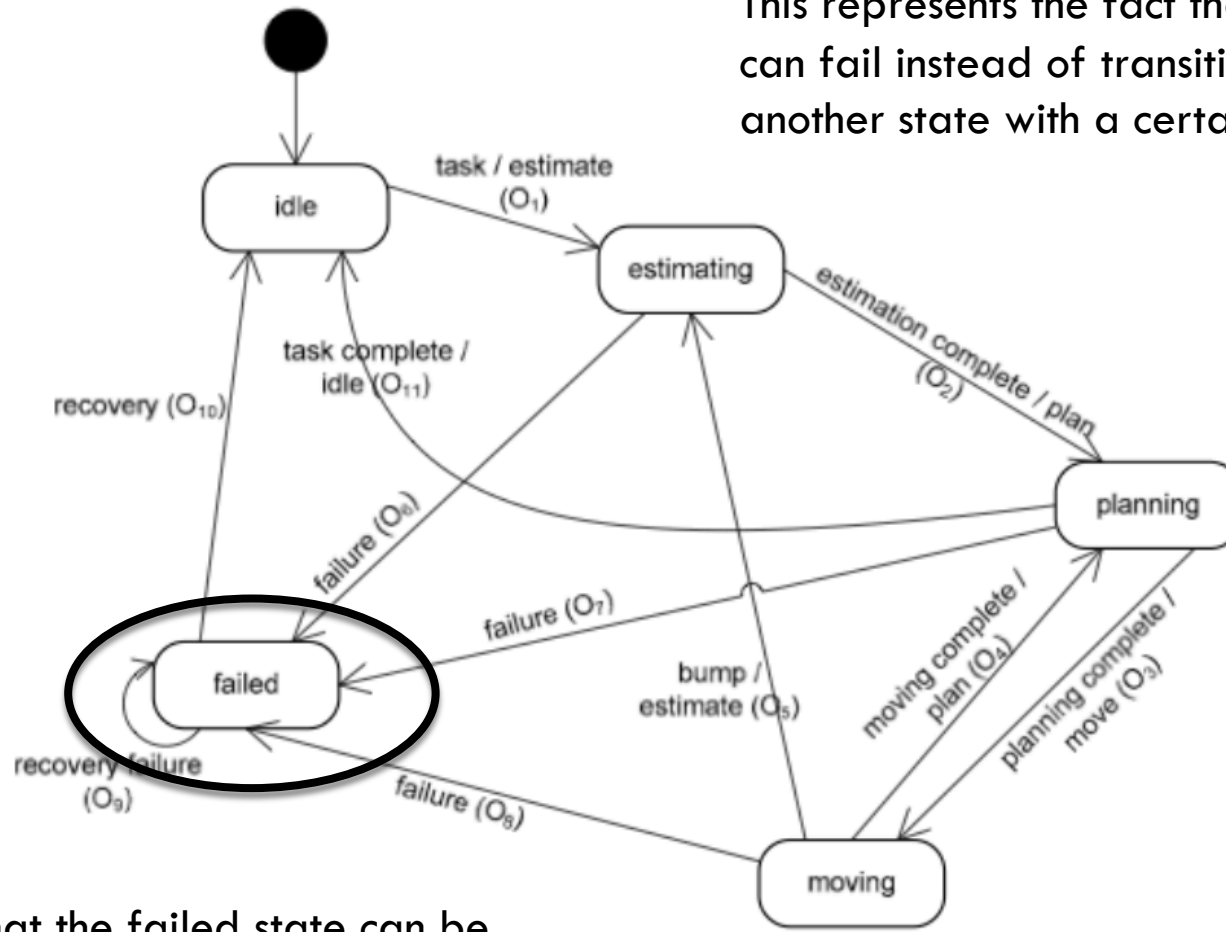 This represents the fact the
can fail instead of transiti
another state with a certa
idle
task / estimate
(O₁)
estimating
estimation complete / plan
(O₂)
task complete /
idle (O₁₁)
recovery (O₁₀)
planning
failure (O₆)
failure (O₇)
moving complete /
plan (O₄)
planning complete /
move (O₃)
bump /
estimate (O₅)
failed
recovery failure
(O₉)
failure (O₈)
moving
at the failed state can be